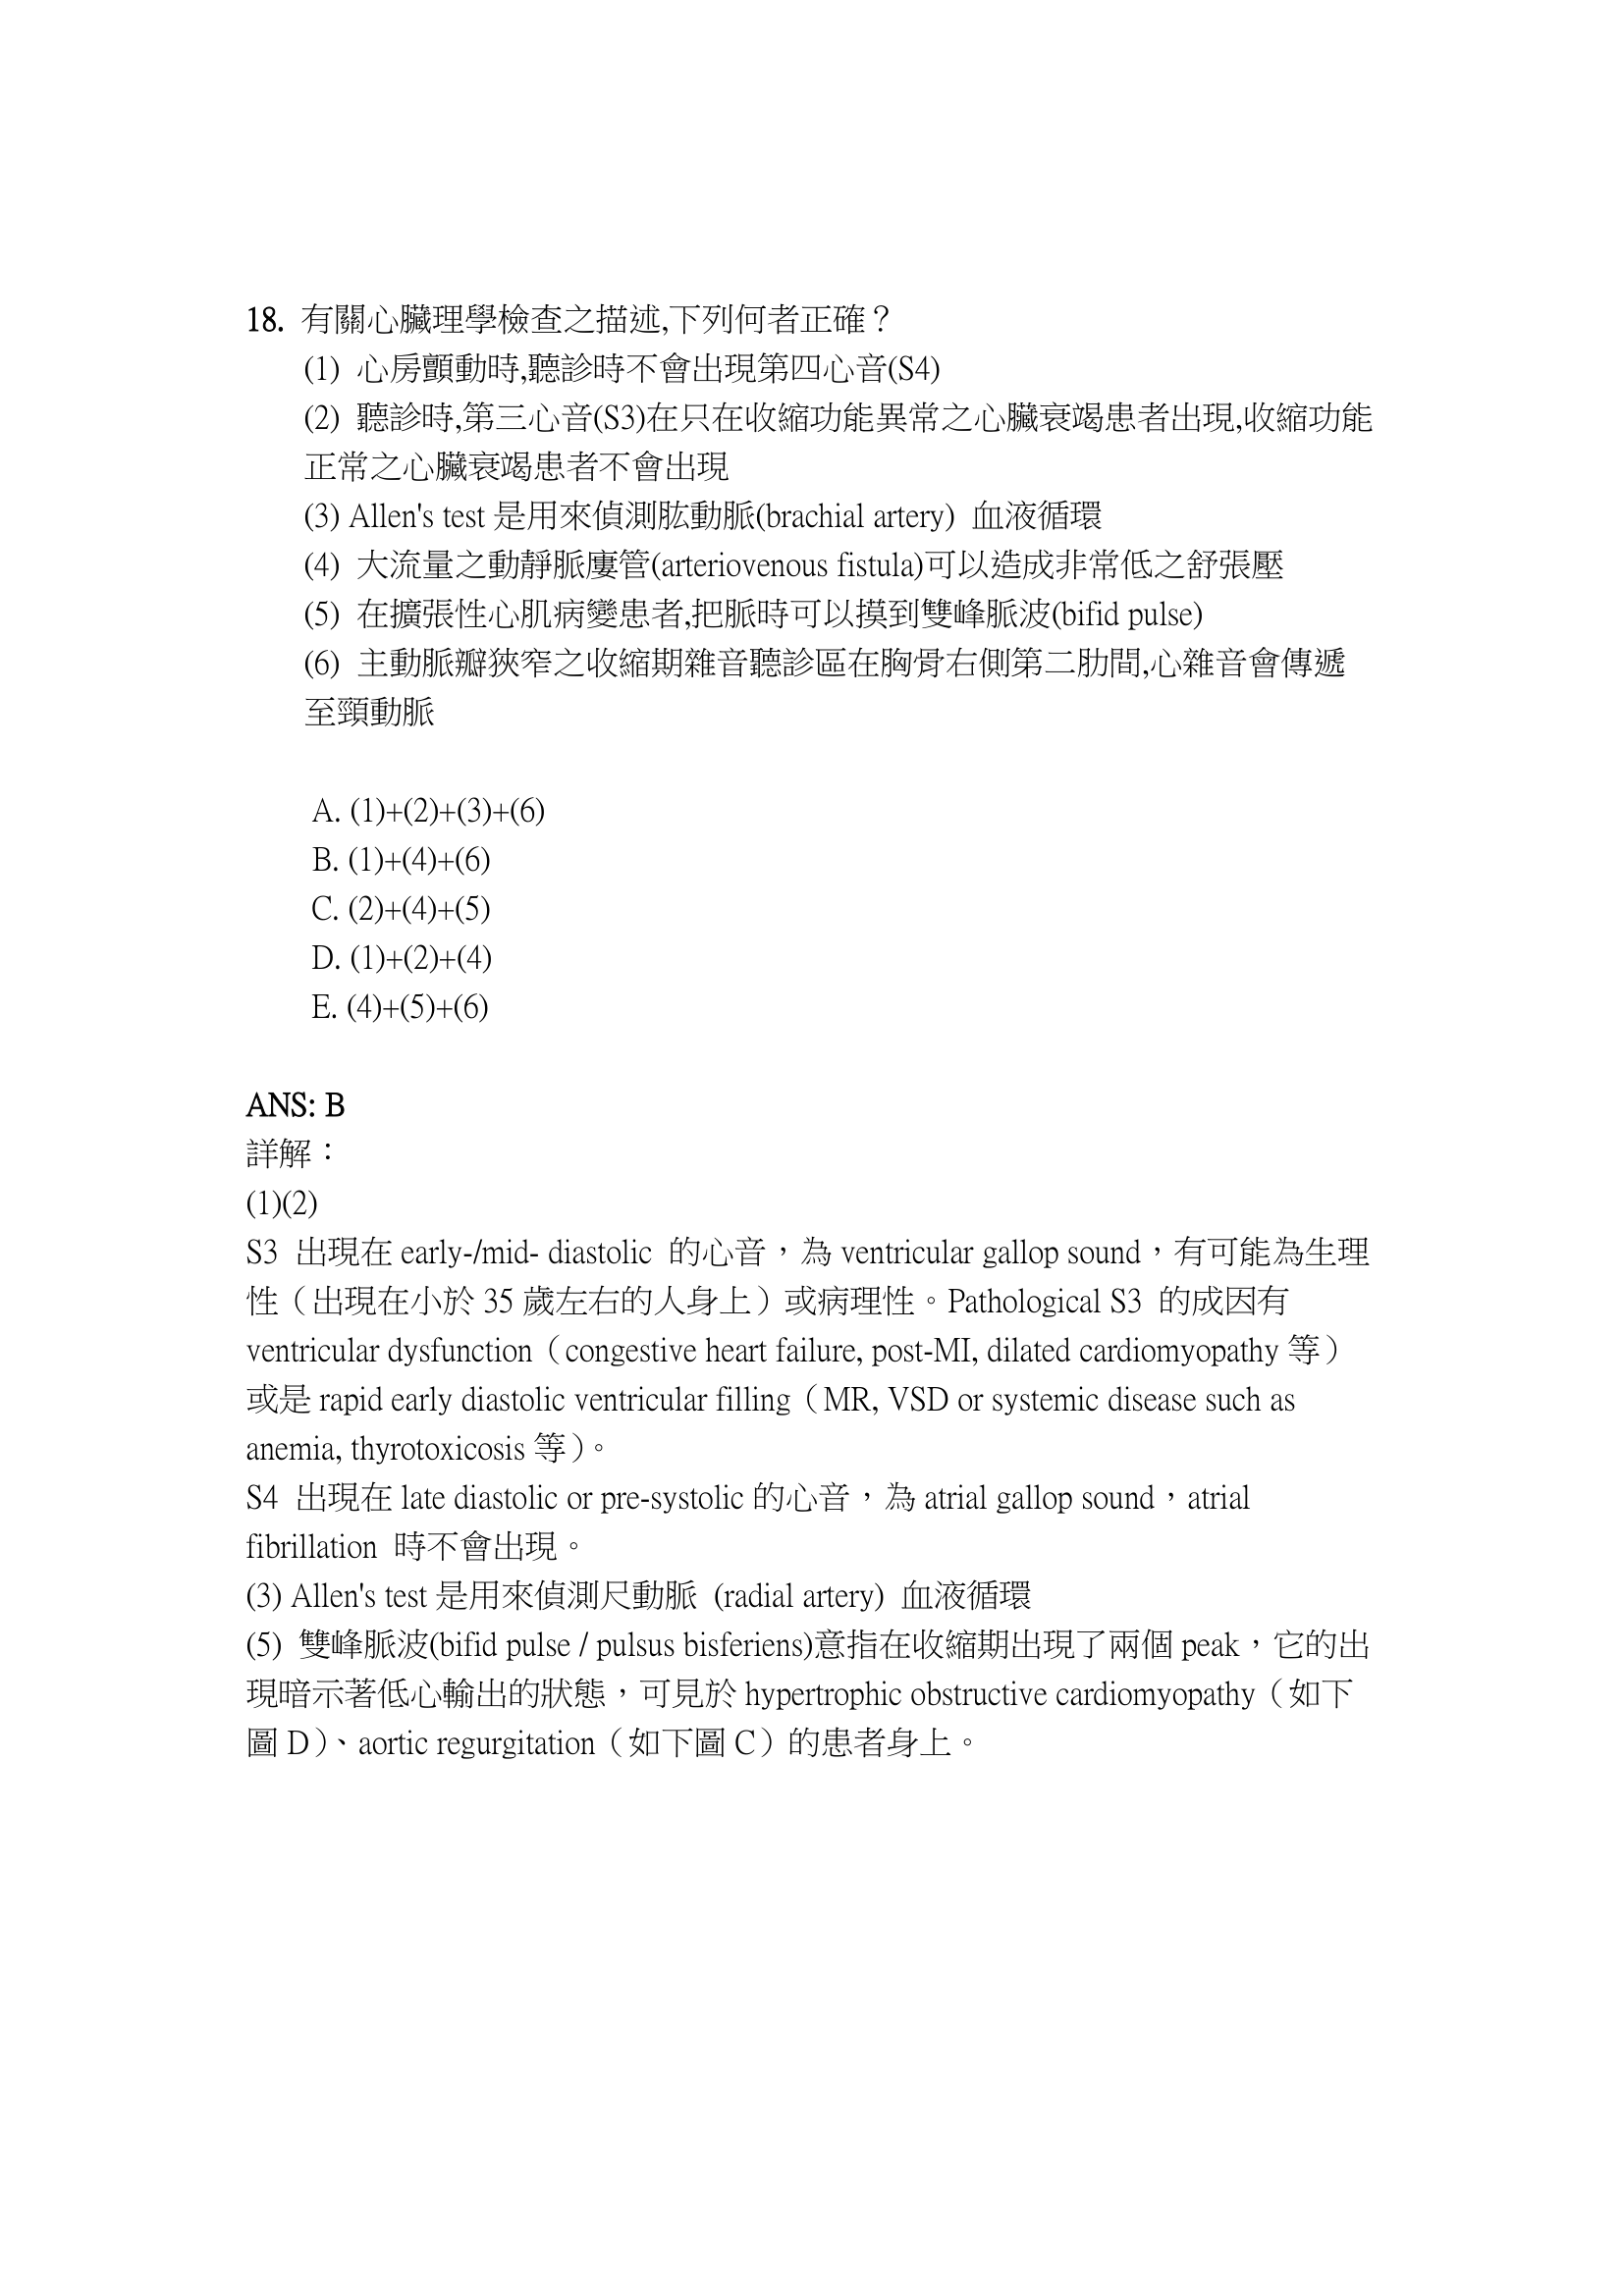 18. 有關心臟理學檢查之描述,下列何者正確？
(1) 心房顫動時,聽診時不會出現第四心音(S4)
(2) 聽診時,第三心音(S3)在只在收縮功能異常之心臟衰竭患者出現,收縮功能
正常之心臟衰竭患者不會出現
(3) Allen's test 是用來偵測肱動脈(brachial artery) 血液循環
(4) 大流量之動靜脈廔管(arteriovenous fistula)可以造成非常低之舒張壓
(5) 在擴張性心肌病變患者,把脈時可以摸到雙峰脈波(bifid pulse)
(6) 主動脈瓣狹窄之收縮期雜音聽診區在胸骨右側第二肋間,心雜音會傳遞
至頸動脈
A. (1)+(2)+(3)+(6)
B. (1)+(4)+(6)
C. (2)+(4)+(5)
D. (1)+(2)+(4)
E. (4)+(5)+(6)
ANS: B
詳解：
(1)(2)
S3 出現在 early-/mid- diastolic 的心音，為 ventricular gallop sound，有可能為生理
性（出現在小於 35 歲左右的人身上）或病理性。Pathological S3 的成因有
ventricular dysfunction（congestive heart failure, post-MI, dilated cardiomyopathy 等）
或是 rapid early diastolic ventricular filling（MR, VSD or systemic disease such as
anemia, thyrotoxicosis 等）。
S4 出現在 late diastolic or pre-systolic 的心音，為 atrial gallop sound，atrial
fibrillation 時不會出現。
(3) Allen's test 是用來偵測尺動脈 (radial artery) 血液循環
(5) 雙峰脈波(bifid pulse / pulsus bisferiens)意指在收縮期出現了兩個 peak，它的出
現暗示著低心輸出的狀態，可見於 hypertrophic obstructive cardiomyopathy（如下
圖 D）、aortic regurgitation（如下圖 C）的患者身上。